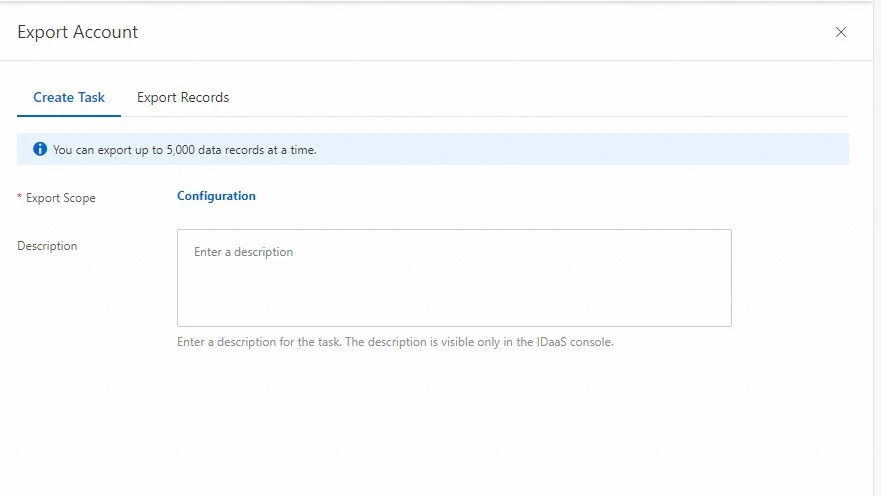 Export Account
Create Task Export Records
You can export up to 5,000 data records at a time.
* Export Scope Configuration
Description
Enter a description
Enter a description for the task. The description is visible only in the IDaaS console.